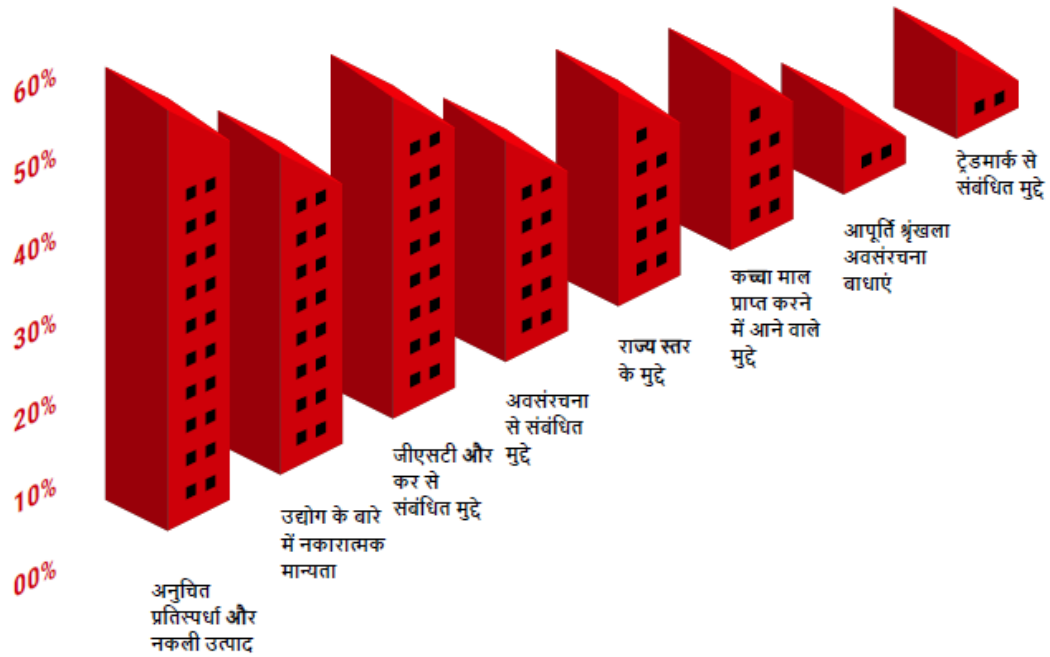 60%
50%
40%
30%
20%
10%
00%
अनुचित
प्रतिस्पर्धा और
नकली उत्पाद
उद्योग के बारे
में नकारात्मक
मान्यता
जीएसटी और
कर से
संबंधित मुद्दे
अवसंरचना
से संबंधित
मुद्दे
राज्य स्तर
के मुद्दे
कच्चा माल
प्राप्त करने
में आने वाले
मुद्दे
आपूर्ति श्रृंखला
अवसंरचना
बाधाएं
ट्रेडमार्क से
संबंधित मुद्दे